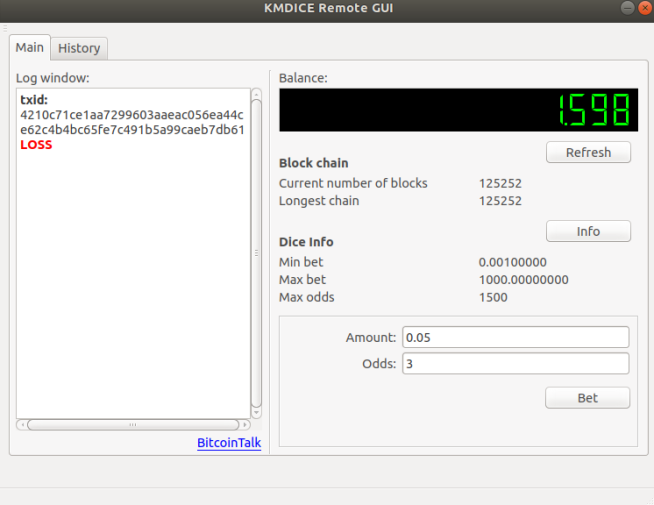 KMDICE Remote GUI
Main
History
Log window:
txid:
4210c71ce1aa7299603aaeac056ea44c
e62c4b4bc65fe7c491b5a99caeb7db61
LOSS
BitcoinTalk
Balance:
1.598
Refresh
Block chain
Current number of blocks 125252
Longest chain 125252
Info
Dice Info
Min bet 0.00100000
Max bet 1000.00000000
Max odds 1500
Amount: 0.05
Odds: 3
Bet